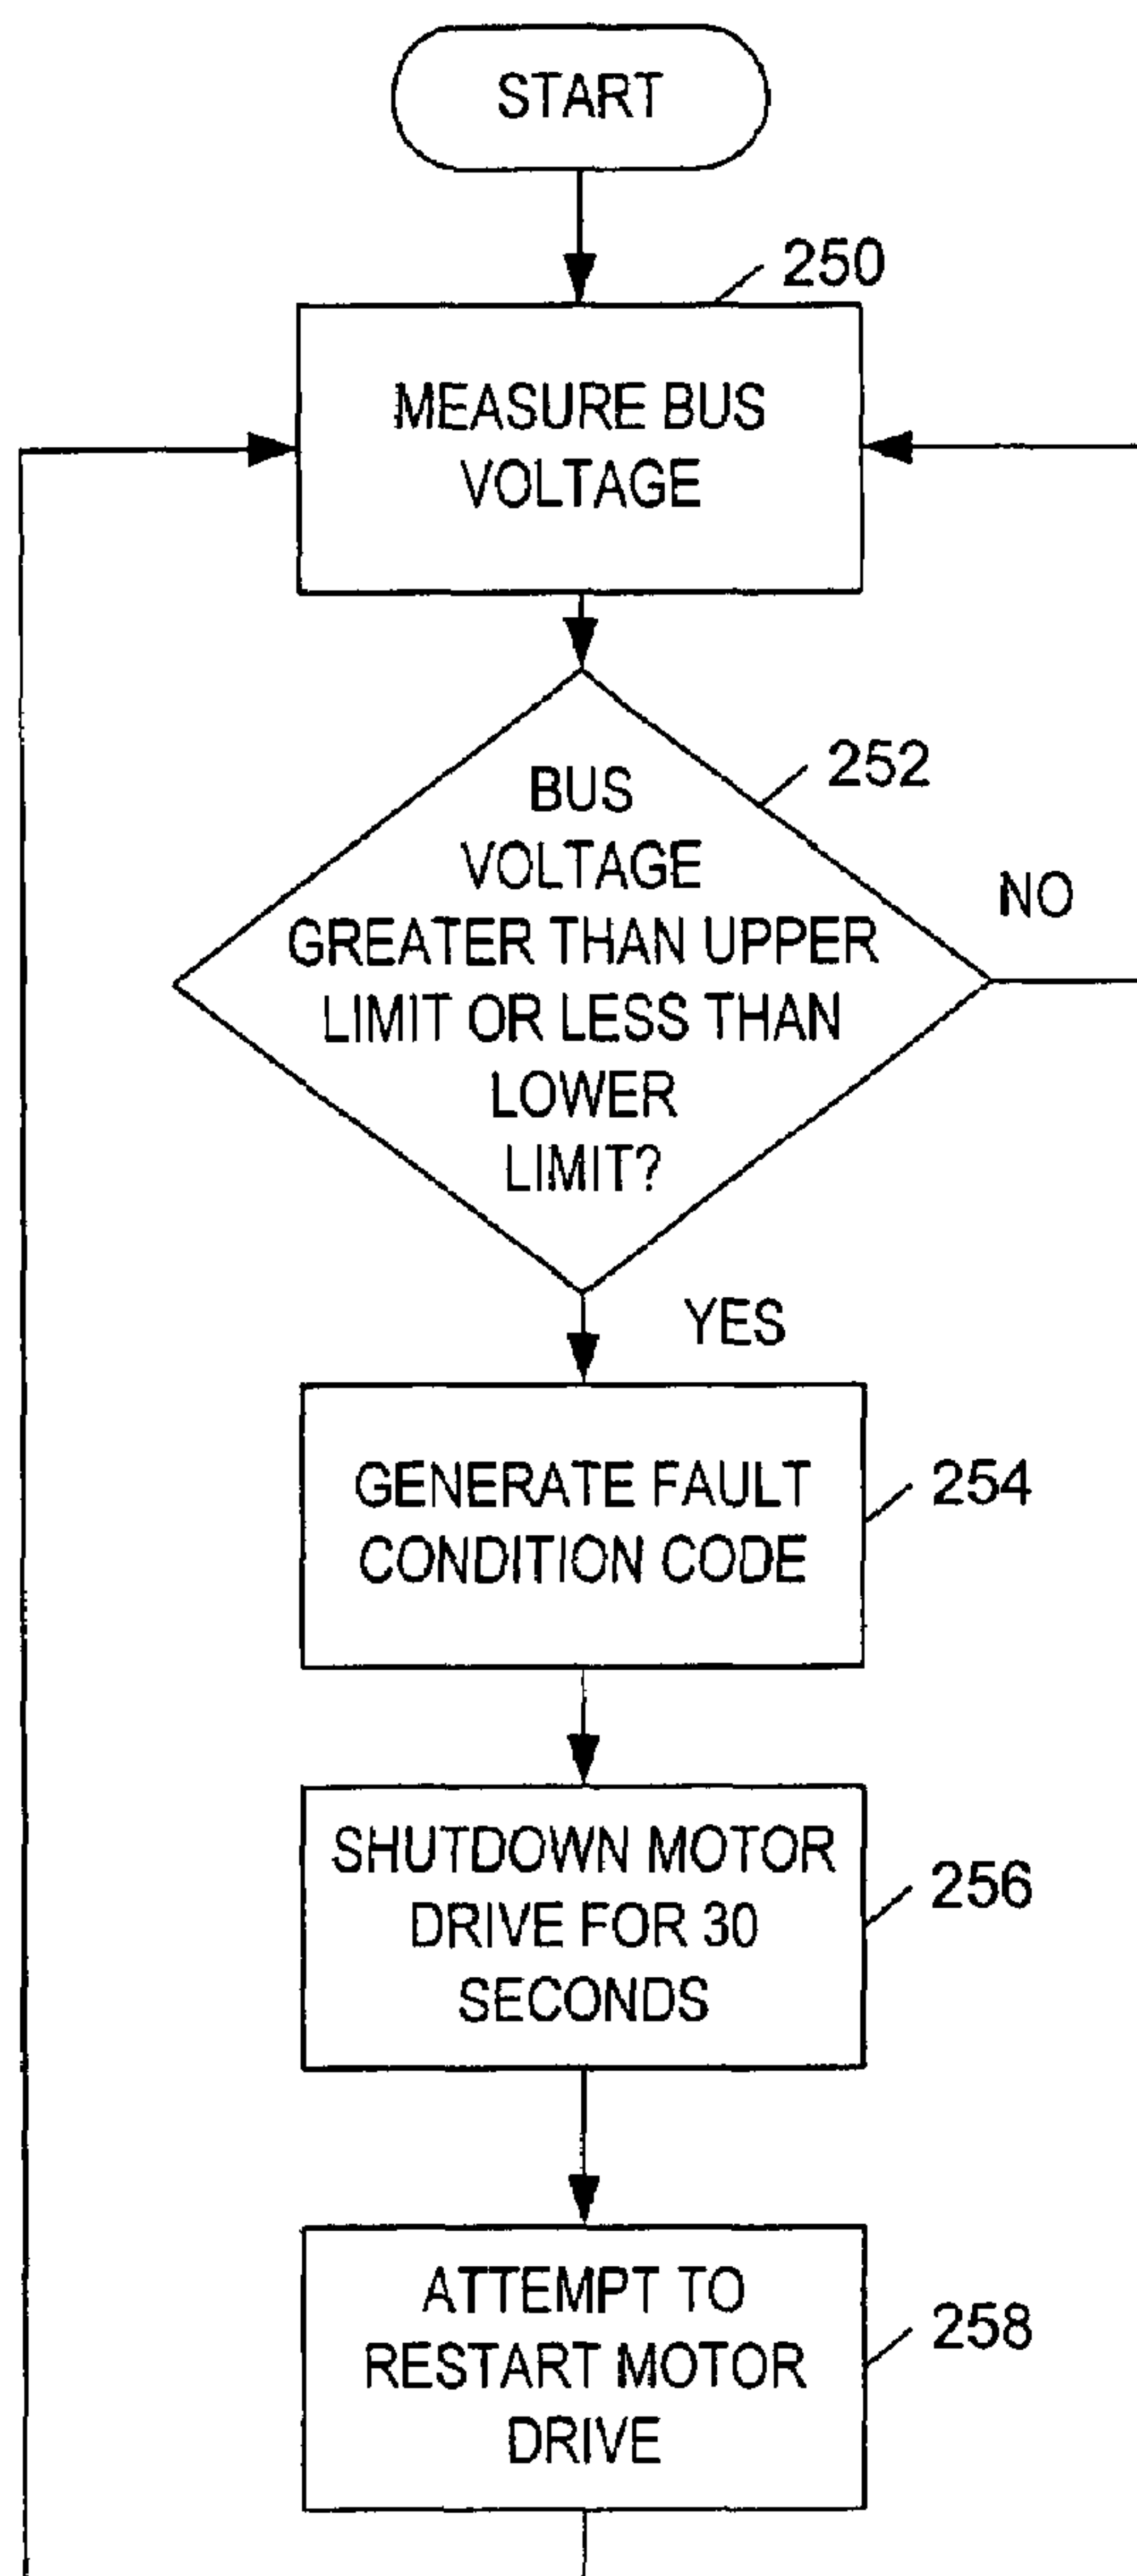 START
250
MEASURE BUS
VOLTAGE
252
BUS
VOLTAGE
GREATER THAN UPPER
LIMIT OR LESS THAN
LOWER
LIMIT?
NO
YES
GENERATE FAULT
CONDITION CODE
254
SHUTDOWN MOTOR
DRIVE FOR 30
SECONDS
256
ATTEMPT TO
RESTART MOTOR
DRIVE
258